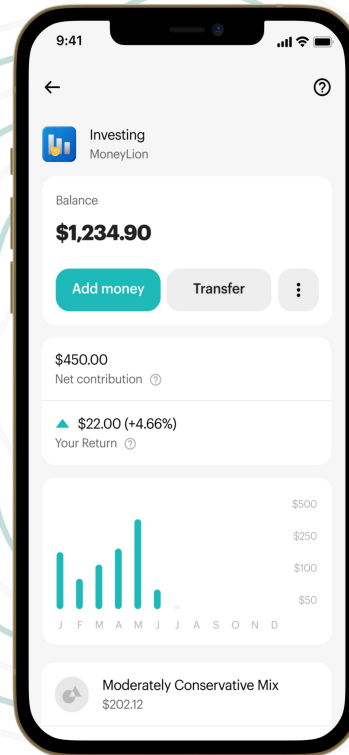 9:41
Investing
MoneyLion
Balance
$1,234.90
Add money
Transfer
$450.00
Net contribution
$22.00 (+4.66%)
Your Return
$500
$250
$100
$50
J F M A M J J A S O N D
Moderately Conservative Mix
$202.12